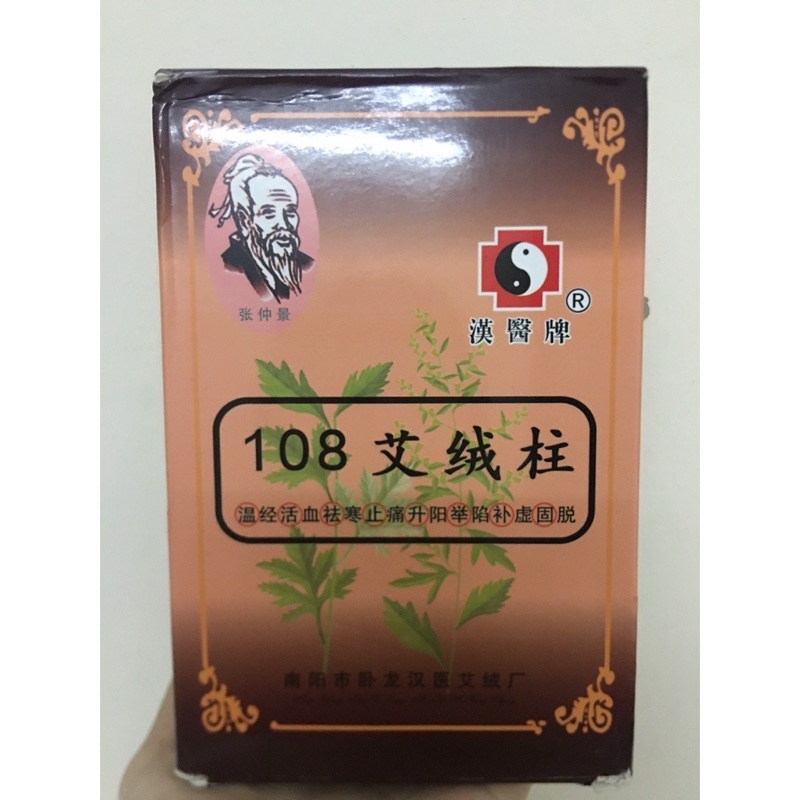 张仲景
®
漢醫牌
108 艾绒柱
温经活血祛寒止痛升阳举陷补虚固脱
南阳市卧龙汉医艾绒厂